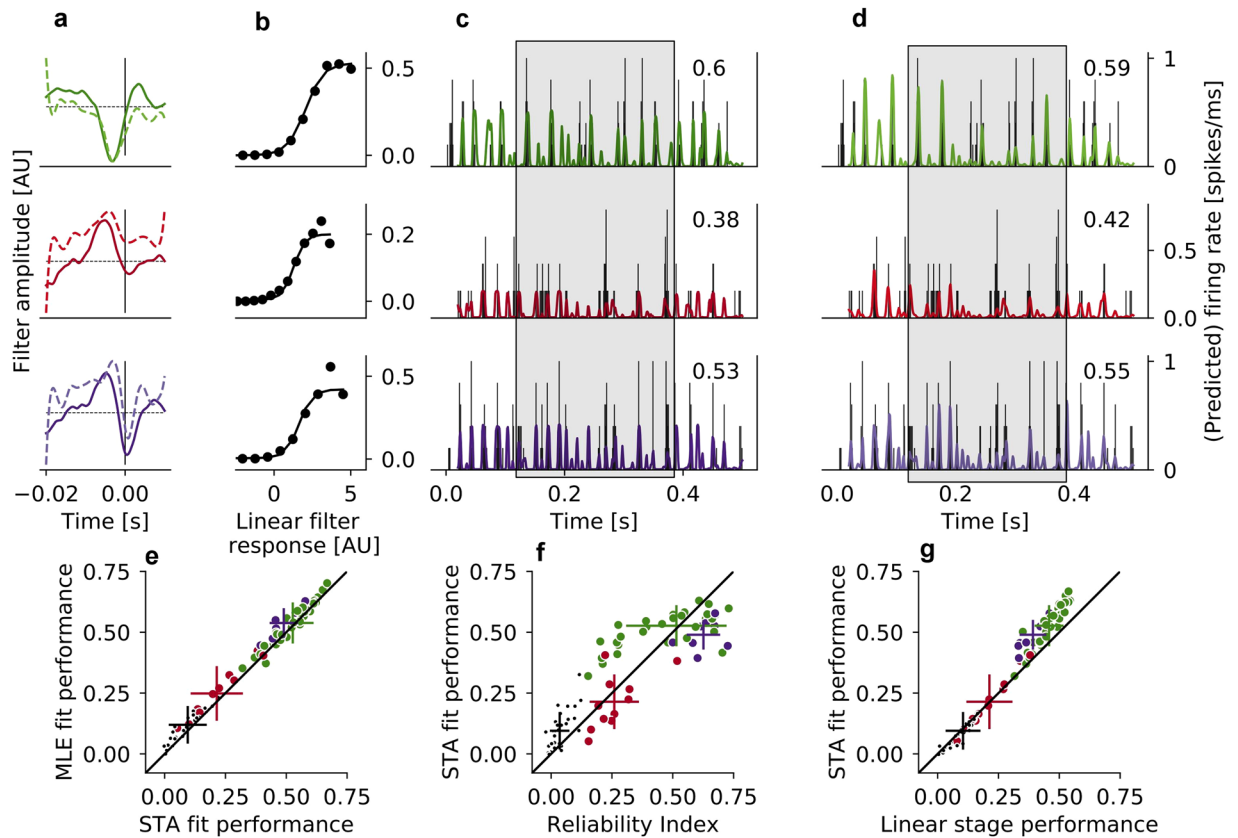 a
b
c
d
Filter amplitude [AU]
0.5
0.0
0.2
0.0
0.5
0.0
0.6
0.38
0.53
0.59
0.42
0.55
1
0
0.5
0.0
1
0
(Predicted) firing rate [spikes/ms]
−0.02 0.00
Time [s]
0 5
Linear filter
response [AU]
0.0 0.2 0.4
Time [s]
0.0 0.2 0.4
Time [s]
e
MLE fit performance
0.75
0.50
0.25
0.00
0.00 0.25 0.50 0.75
STA fit performance
f
STA fit performance
0.75
0.50
0.25
0.00
0.00 0.25 0.50 0.75
Reliability Index
g
STA fit performance
0.75
0.50
0.25
0.00
0.00 0.25 0.50 0.75
Linear stage performance